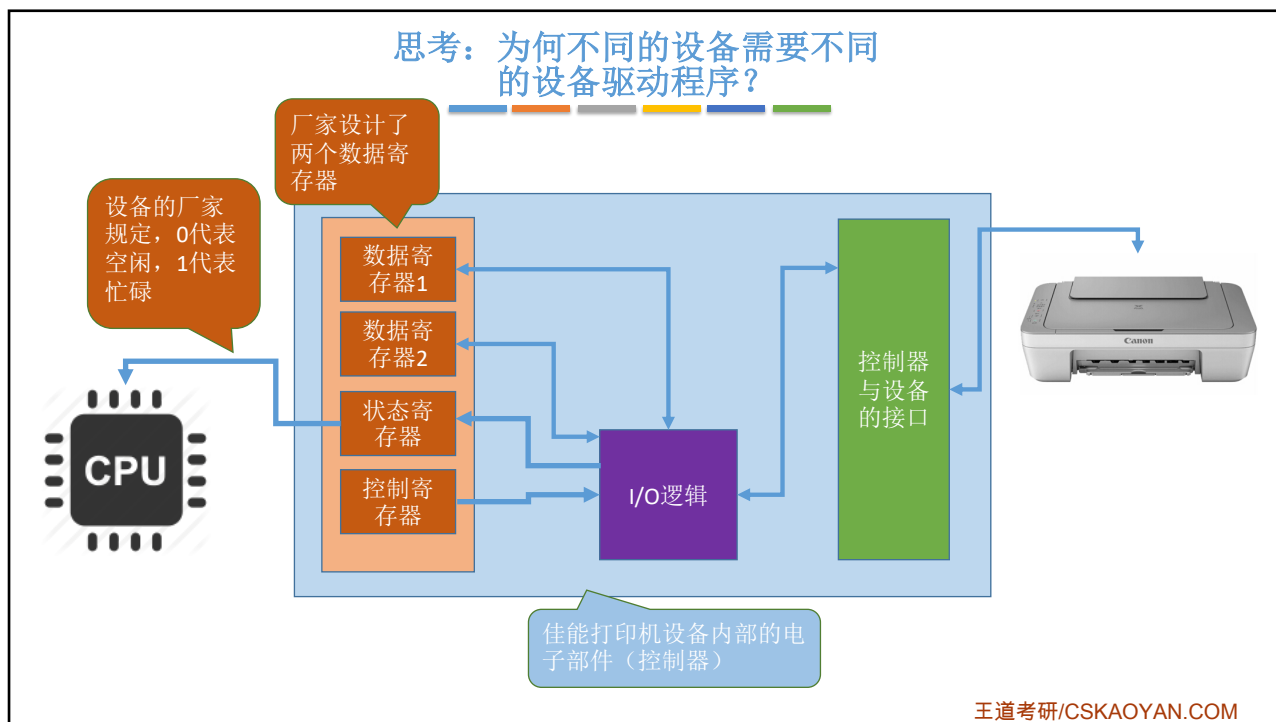 思考：为何不同的设备需要不同
的设备驱动程序？
厂家设计了
两个数据寄
存器
设备的厂家
规定，0代表
空闲，1代表
忙碌
数据寄
存器1
数据寄
存器2
状态寄
存器
控制寄
存器
CPU
I/O逻辑
控制器
与设备
的接口
Canon
佳能打印机设备内部的电
子部件（控制器）
王道考研/CSKAOYAN.COM